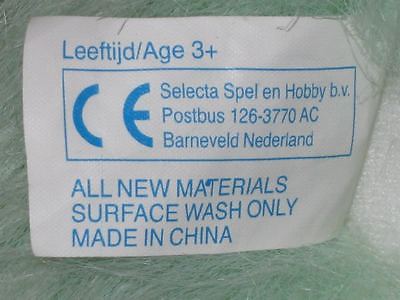 Leeftijd/Age 3+
CE Selecta Spel en Hobby b.v.
Postbus 126-3770 AC
Barneveld Nederland
ALL NEW MATERIALS
SURFACE WASH ONLY
MADE IN CHINA